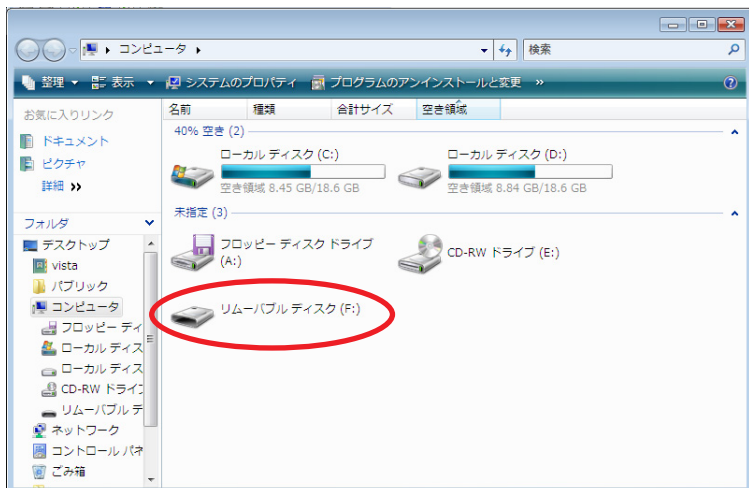 コンピュータ
検索
整理 表示 システムのプロパティ プログラムのアンインストールと変更 »
お気に入りリンク
ドキュメント
ピクチャ
詳細 »
フォルダ
デスクトップ
vista
パブリック
コンピュータ
フロッピー ディ
ローカル ディス
ローカル ディス
CD-RW ドライブ
リムーバブル デ
ネットワーク
コントロール パネ
ごみ箱
名前 種類 合計サイズ 空き領域
40% 空き (2)
ローカル ディスク (C:)
空き領域 8.45 GB/18.6 GB
ローカル ディスク (D:)
空き領域 8.84 GB/18.6 GB
未指定 (3)
フロッピー ディスク ドライブ
(A:)
CD-RW ドライブ (E:)
リムーバブル ディスク (F:)